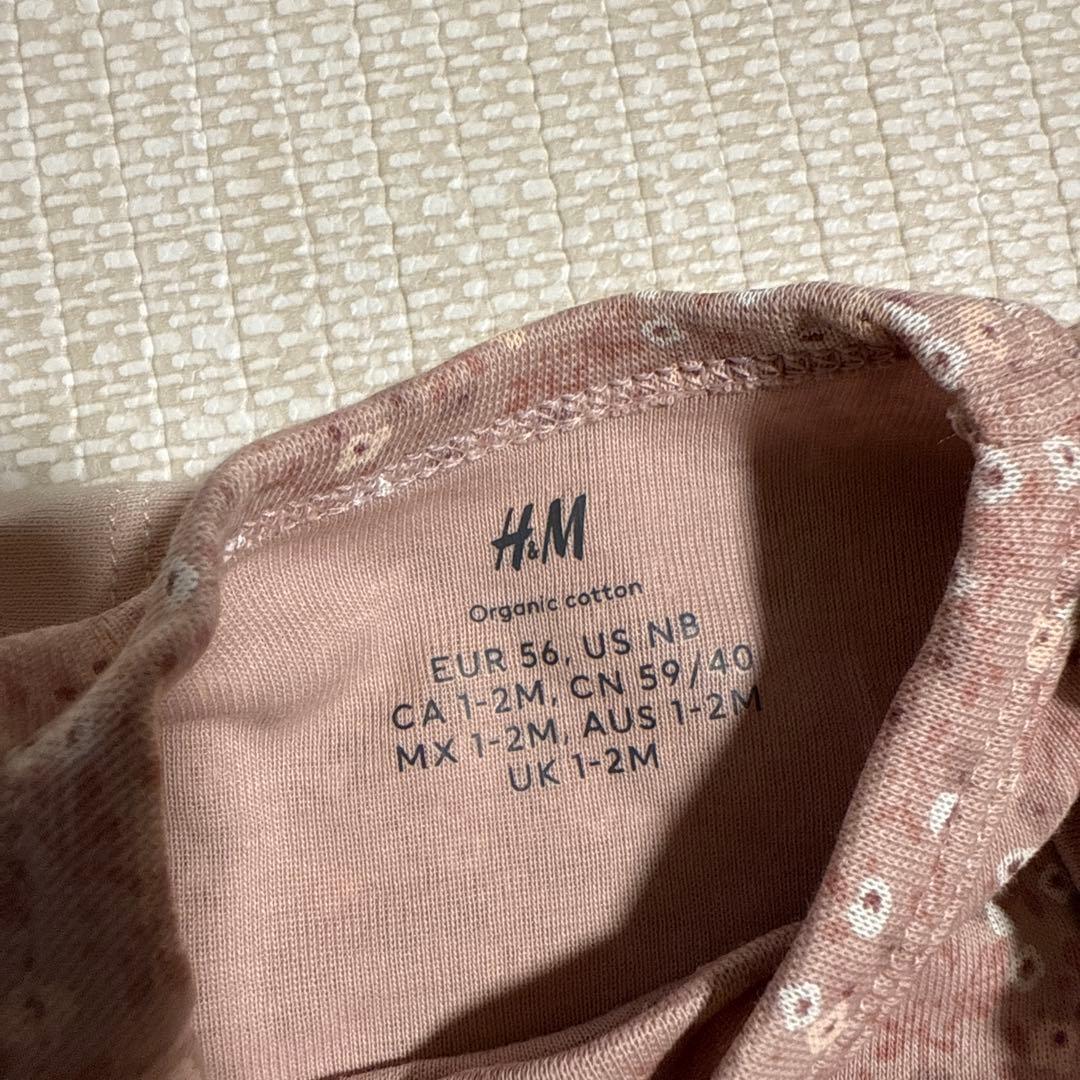 H&M
Organic cotton
EUR 56, US NB
CA 1-2M, CN 59/40
MX 1-2M, AUS 1-2M
UK 1-2M